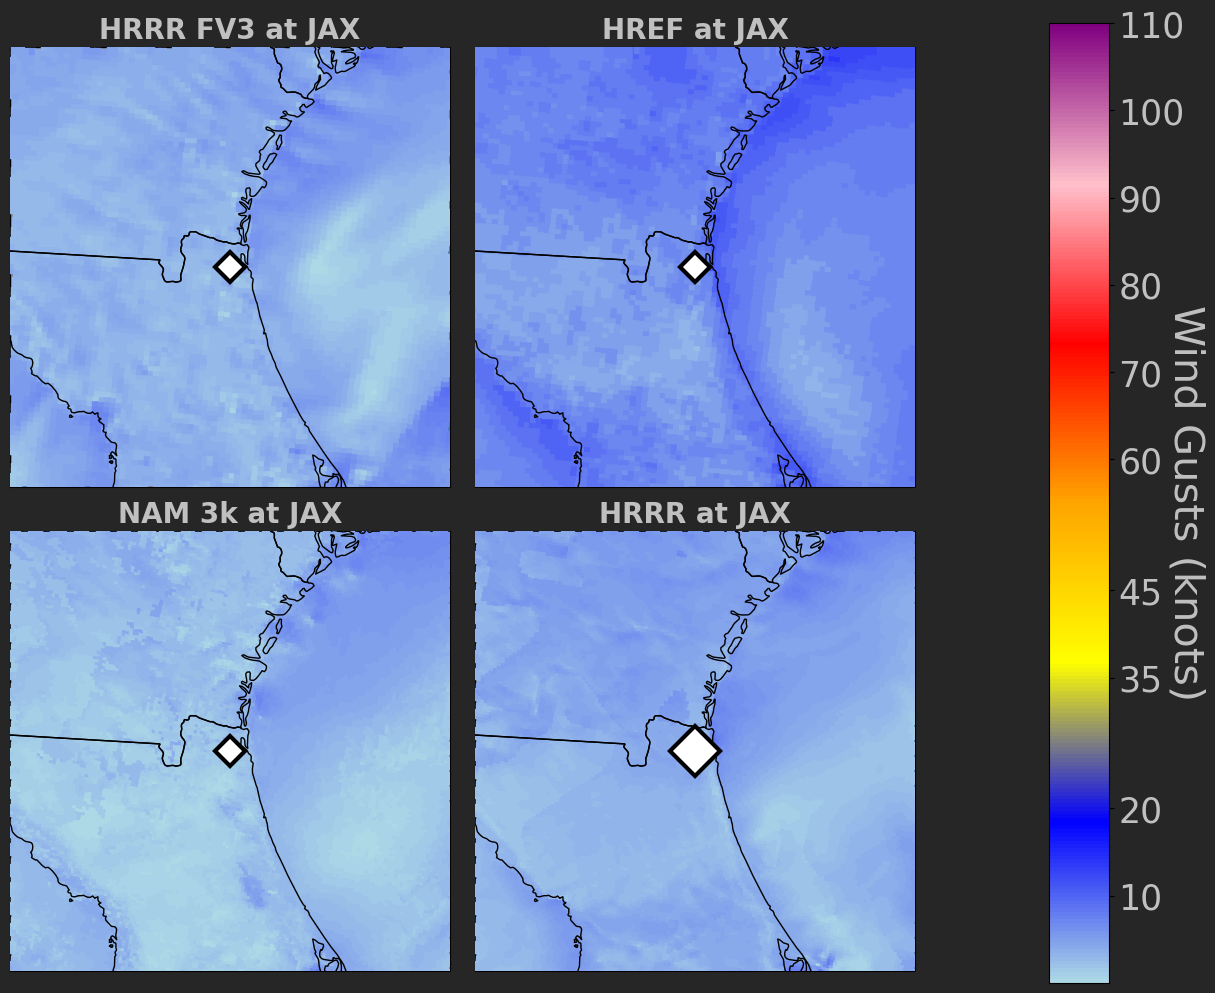 HRRR FV3 at JAX
HREF at JAX
NAM 3k at JAX
HRRR at JAX
110
100
90
80
70
60
45
35
20
10
Wind Gusts (knots)